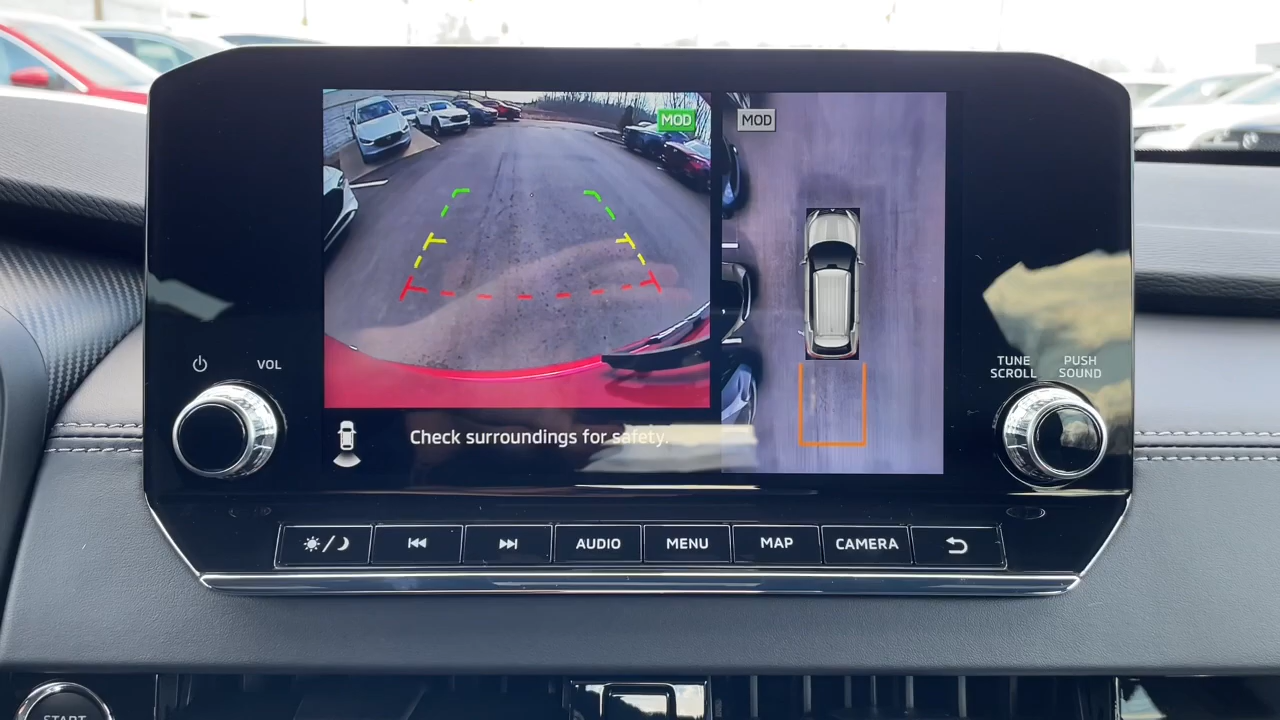 MOD
MOD
VOL
TUNE
SCROLL
PUSH
SOUND
Check surroundings for safety.
AUDIO
MENU
MAP
CAMERA
START